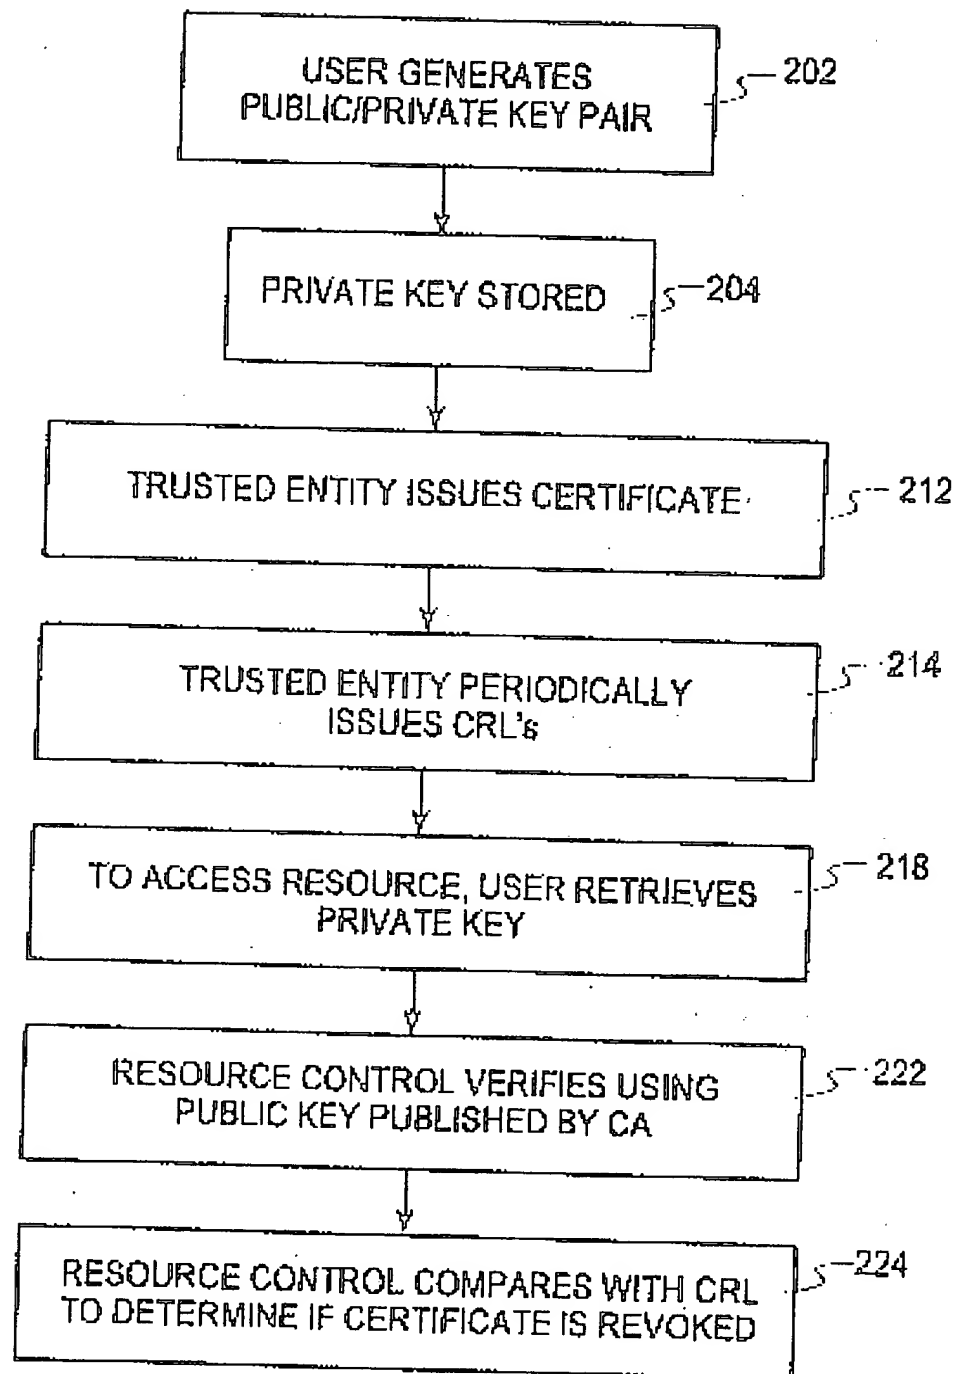 USER GENERATES
PUBLIC/PRIVATE KEY PAIR
202
PRIVATE KEY STORED
204
TRUSTED ENTITY ISSUES CERTIFICATE
212
TRUSTED ENTITY PERIODICALLY
ISSUES CRL's
214
TO ACCESS RESOURCE, USER RETRIEVES
PRIVATE KEY
218
RESOURCE CONTROL VERIFIES USING
PUBLIC KEY PUBLISHED BY CA
222
RESOURCE CONTROL COMPARES WITH CRL
TO DETERMINE IF CERTIFICATE IS REVOKED
224